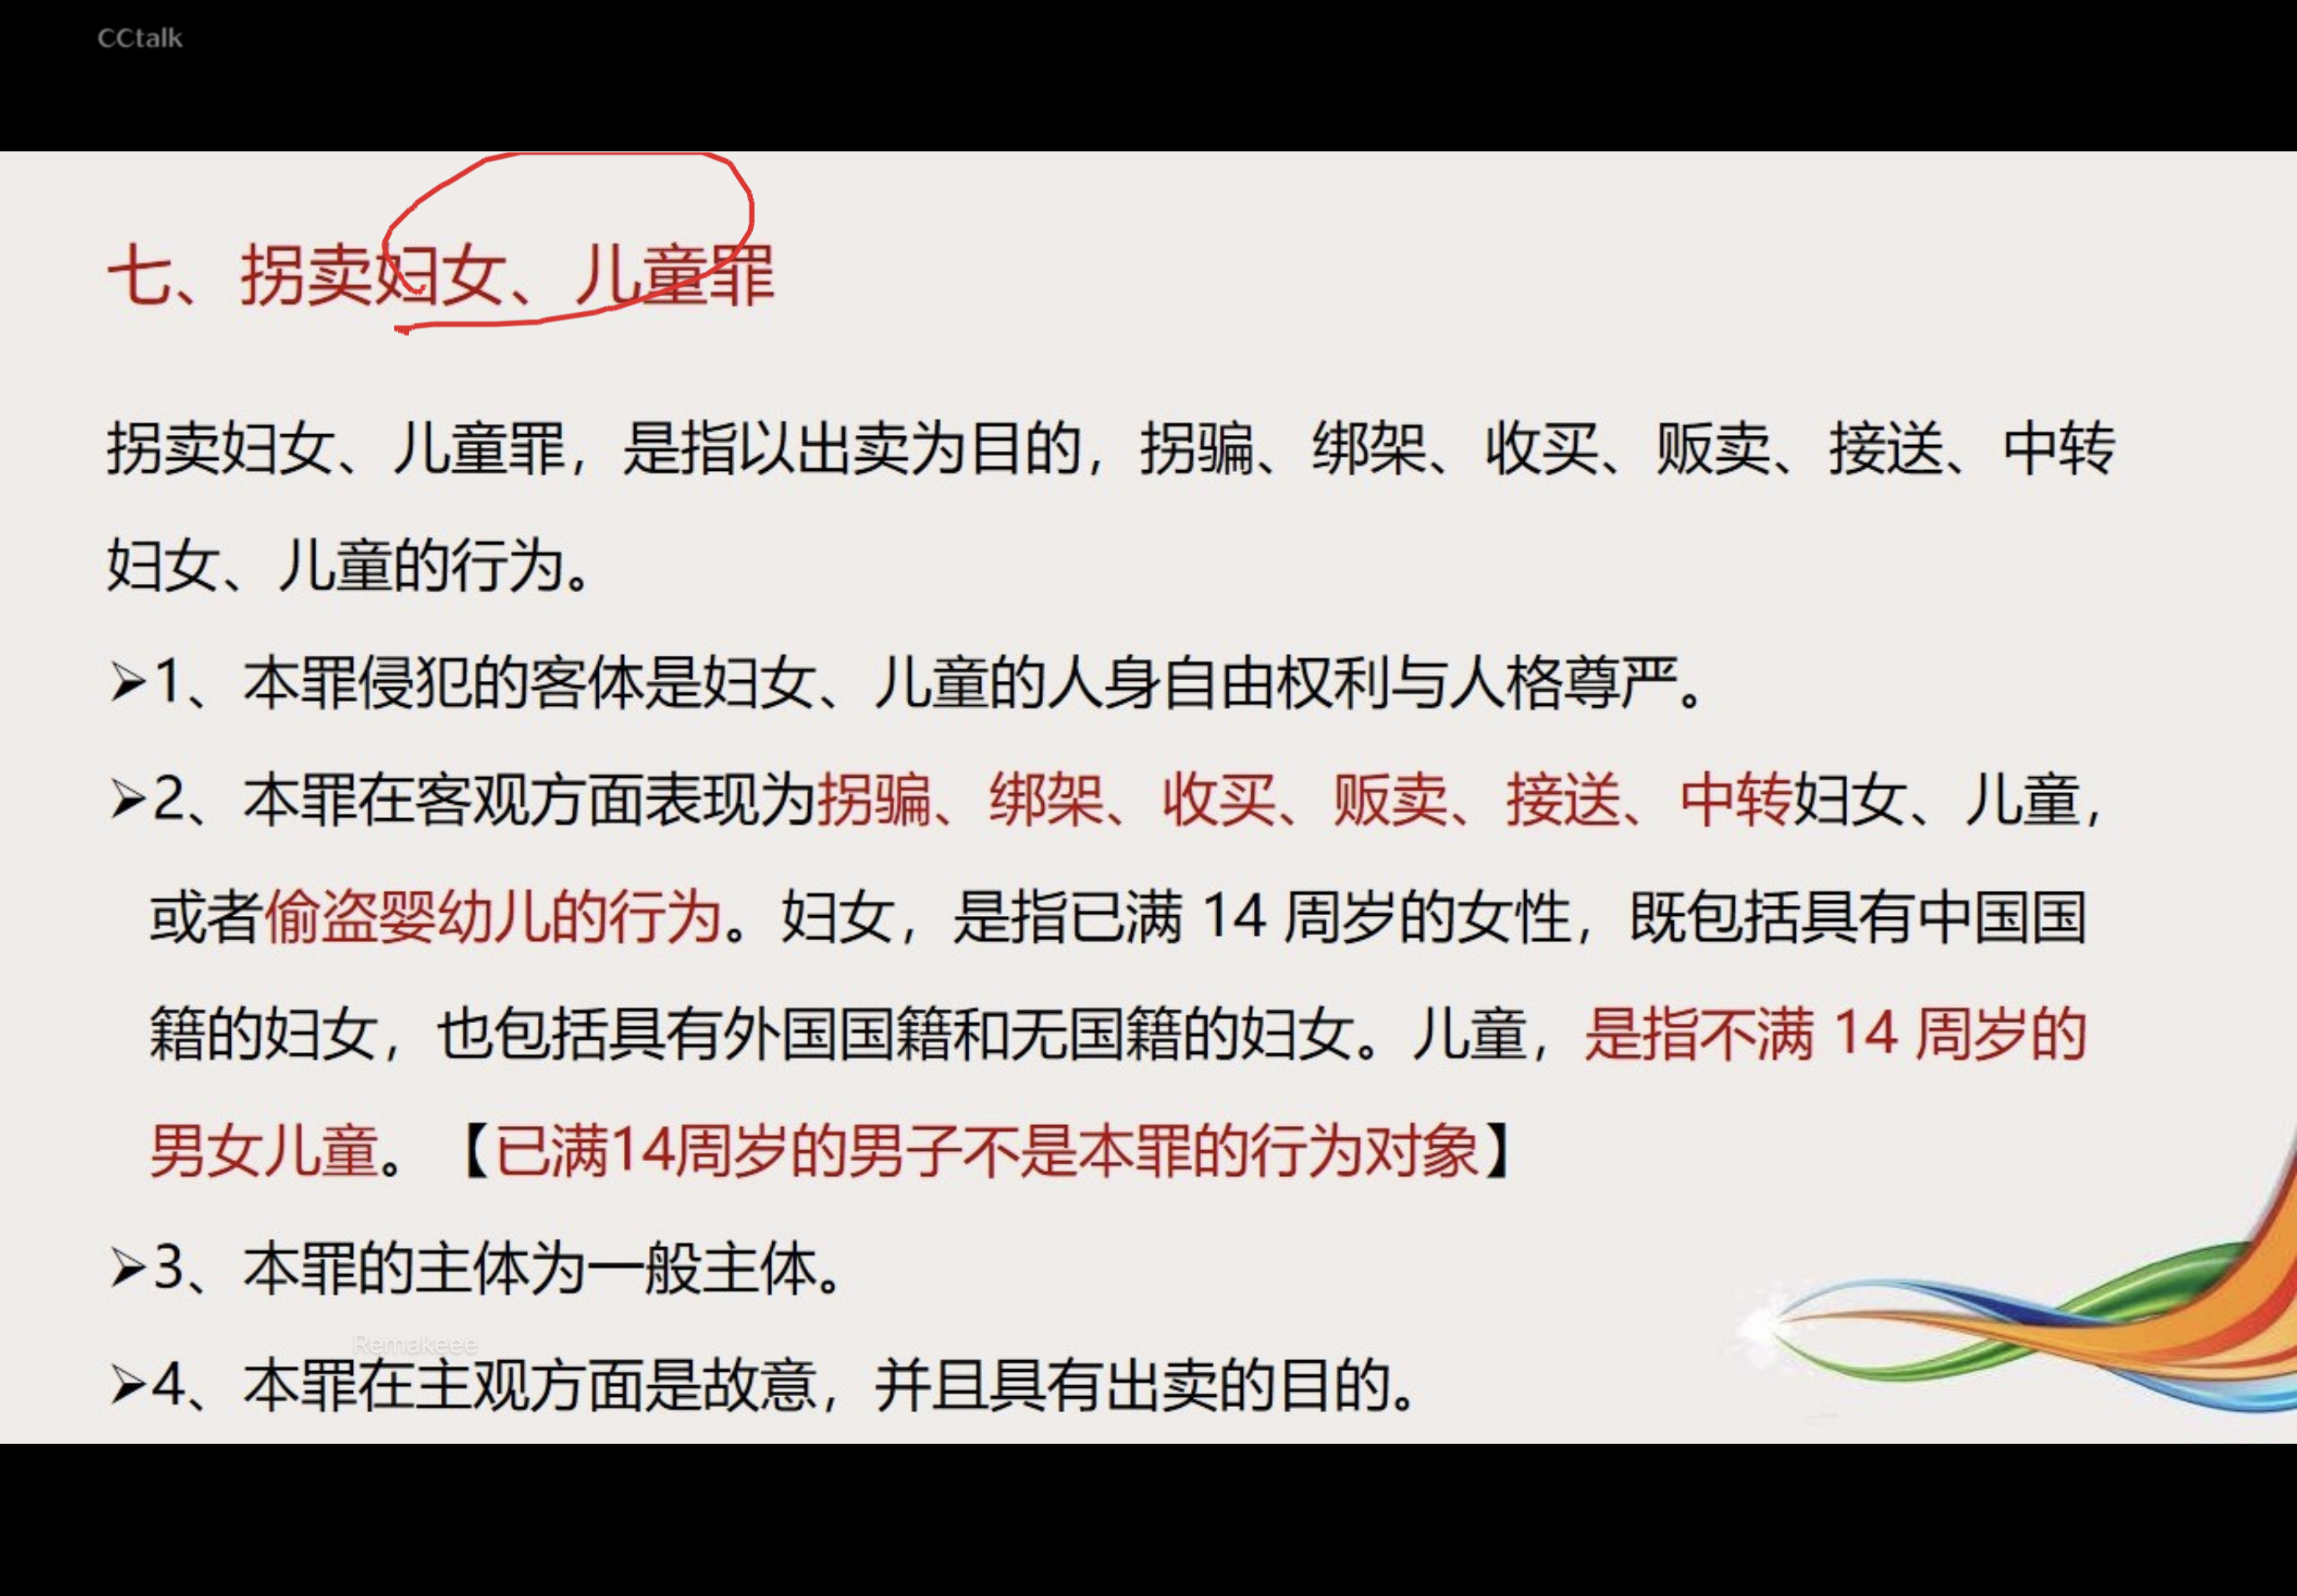 CCtalk
七、拐卖妇女、儿童罪
拐卖妇女、儿童罪，是指以出卖为目的，拐骗、绑架、收买、贩卖、接送、中转
妇女、儿童的行为。
➢1、本罪侵犯的客体是妇女、儿童的人身自由权利与人格尊严。
➢2、本罪在客观方面表现为拐骗、绑架、收买、贩卖、接送、中转妇女、儿童，
或者偷盗婴幼儿的行为。妇女，是指已满 14 周岁的女性，既包括具有中国国
籍的妇女，也包括具有外国国籍和无国籍的妇女。儿童，是指不满 14 周岁的
男女儿童。【已满14周岁的男子不是本罪的行为对象】
➢3、本罪的主体为一般主体。
Remakeee
➢4、本罪在主观方面是故意，并且具有出卖的目的。